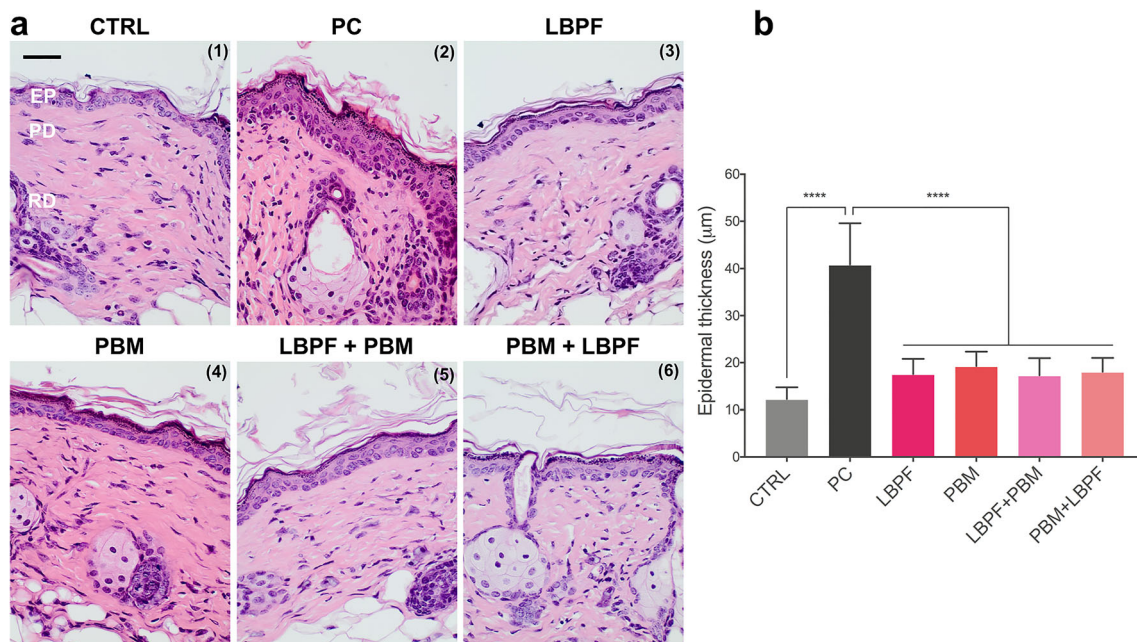 a
CTRL
PC
LBPF
(1)
(2)
(3)
EP
PD
RD
PBM
LBPF + PBM
PBM + LBPF
(4)
(5)
(6)
b
Epidermal thickness (μm)
60
50
40
30
20
10
0
****
****
CTRL
PC
LBPF
PBM
LBPF+PBM
PBM+LBPF